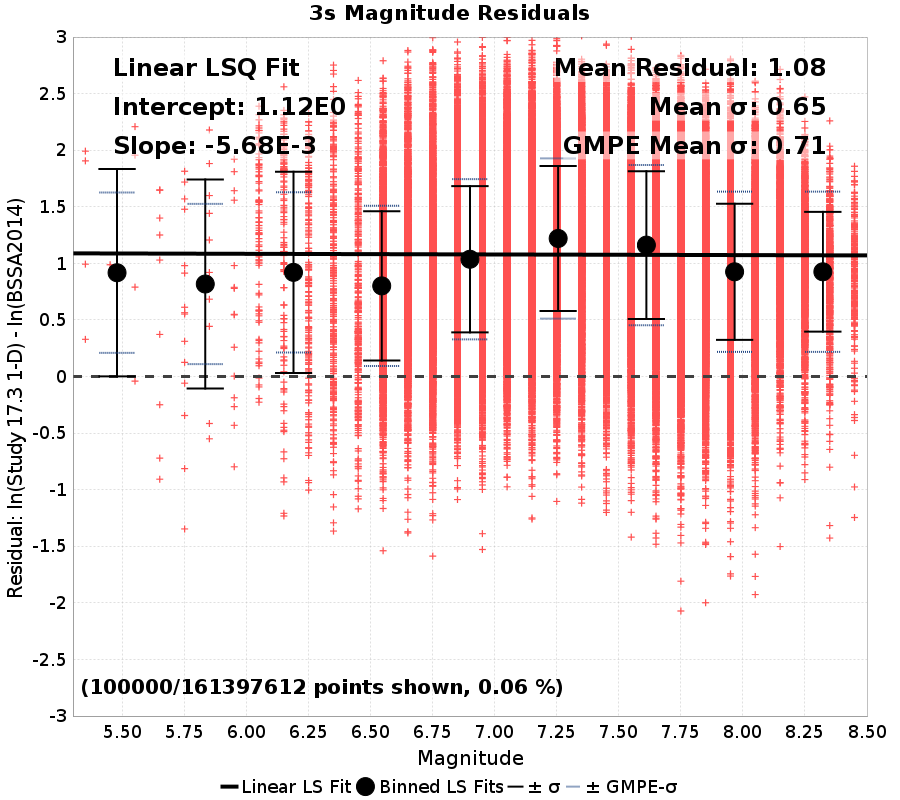 3s Magnitude Residuals
Linear LSQ Fit
Mean Residual: 1.08
Intercept: 1.12E0
Mean σ: 0.65
Slope: -5.68E-3
GMPE Mean σ: 0.71
Residual: ln(Study 17.3 1-D) - ln(BSSA2014)
3
2.5
2
1.5
1
0.5
0
-0.5
-1
-1.5
-2
-2.5
-3
(100000/161397612 points shown, 0.06 %)
5.50 5.75 6.00 6.25 6.50 6.75 7.00 7.25 7.50 7.75 8.00 8.25 8.50
Magnitude
Linear LS Fit Binned LS Fits ± σ ± GMPE-σ